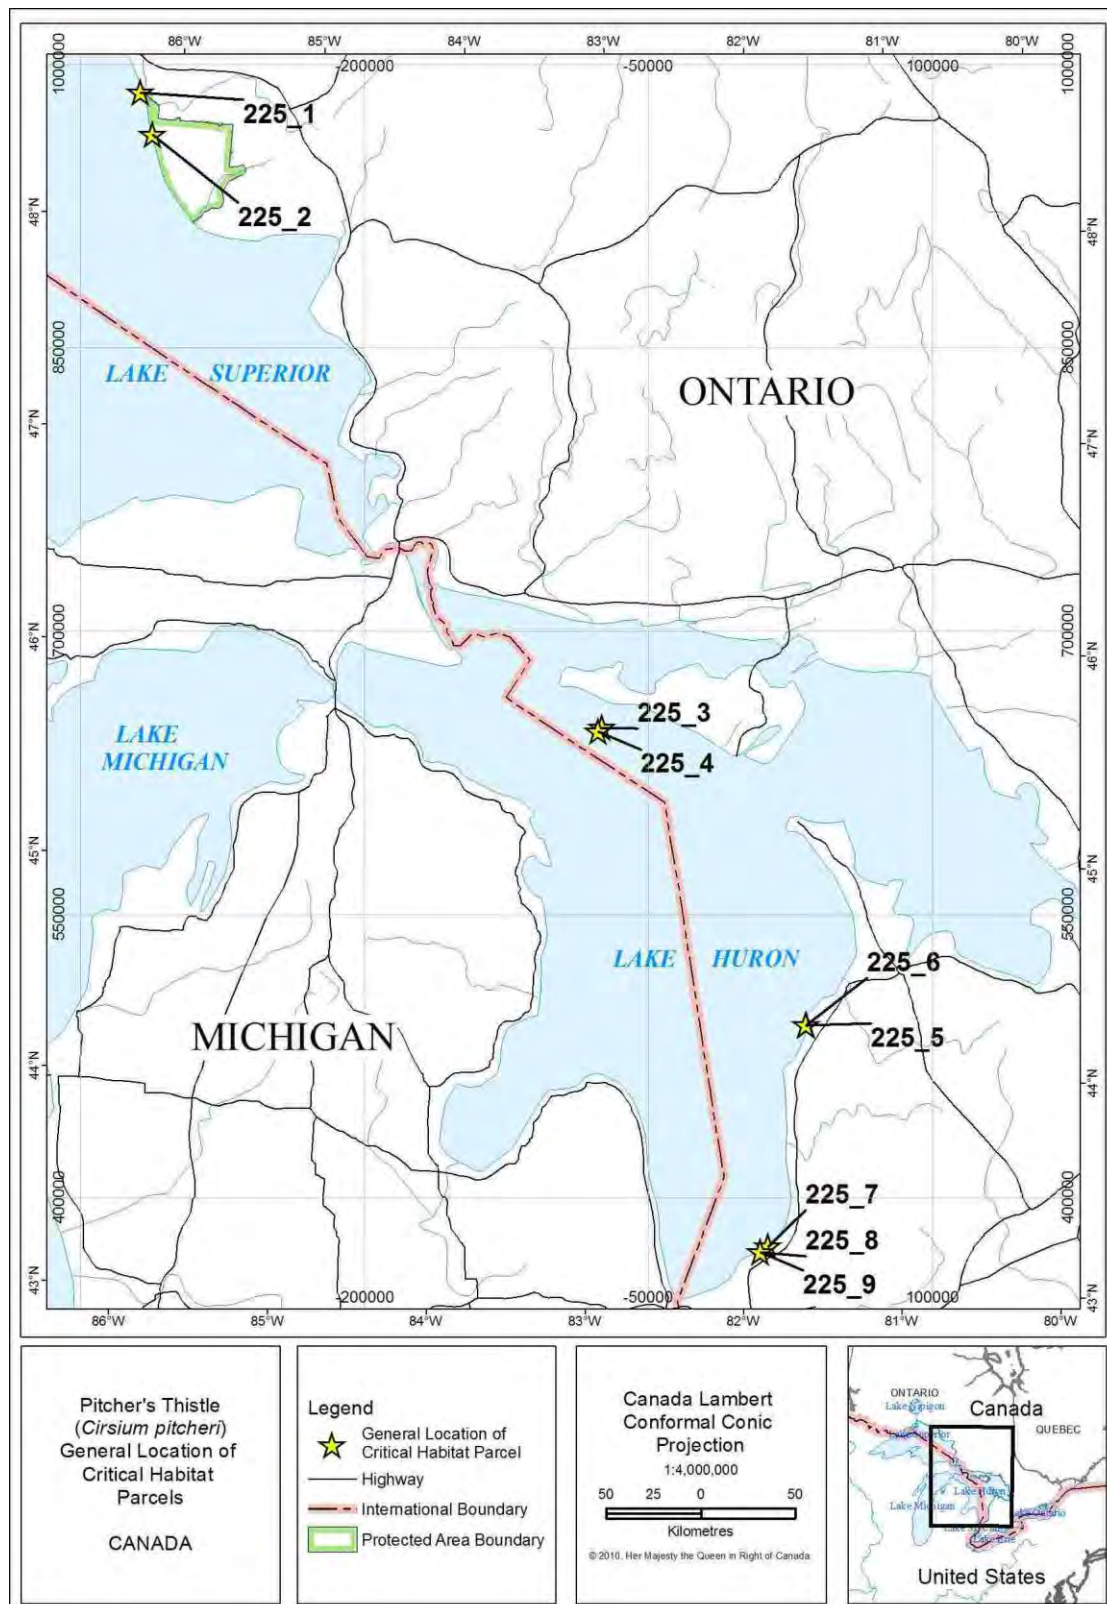 86°W 85°W 84°W 83°W 82°W 81°W 80°W
-200000 -50000 100000
1000000 1000000
225_1
225_2
48°N 48°N
850000 850000
LAKE SUPERIOR
ONTARIO
47°N 47°N
700000 700000
46°N 46°N
225_3
LAKE
MICHIGAN
225_4
45°N 45°N
550000 550000
LAKE HURON
225_6
MICHIGAN
225_5
44°N 44°N
400000 400000
225_7
225_8
225_9
43°N 43°N
-200000 -50000 100000
86°W 85°W 84°W 83°W 82°W 81°W 80°W
Pitcher's Thistle
(Cirsium pitcheri)
General Location of
Critical Habitat
Parcels
CANADA
Legend
General Location of
Critical Habitat Parcel
Highway
International Boundary
Protected Area Boundary
Canada Lambert
Conformal Conic
Projection
1:4,000,000
50 25 0 50
Kilometres
© 2010. Her Majesty the Queen in Right of Canada
ONTARIO
Lake Nipigon
Canada
QUEBEC
Lake Superior
Lake Huron
Lake Michigan
Lake Ontario
United States